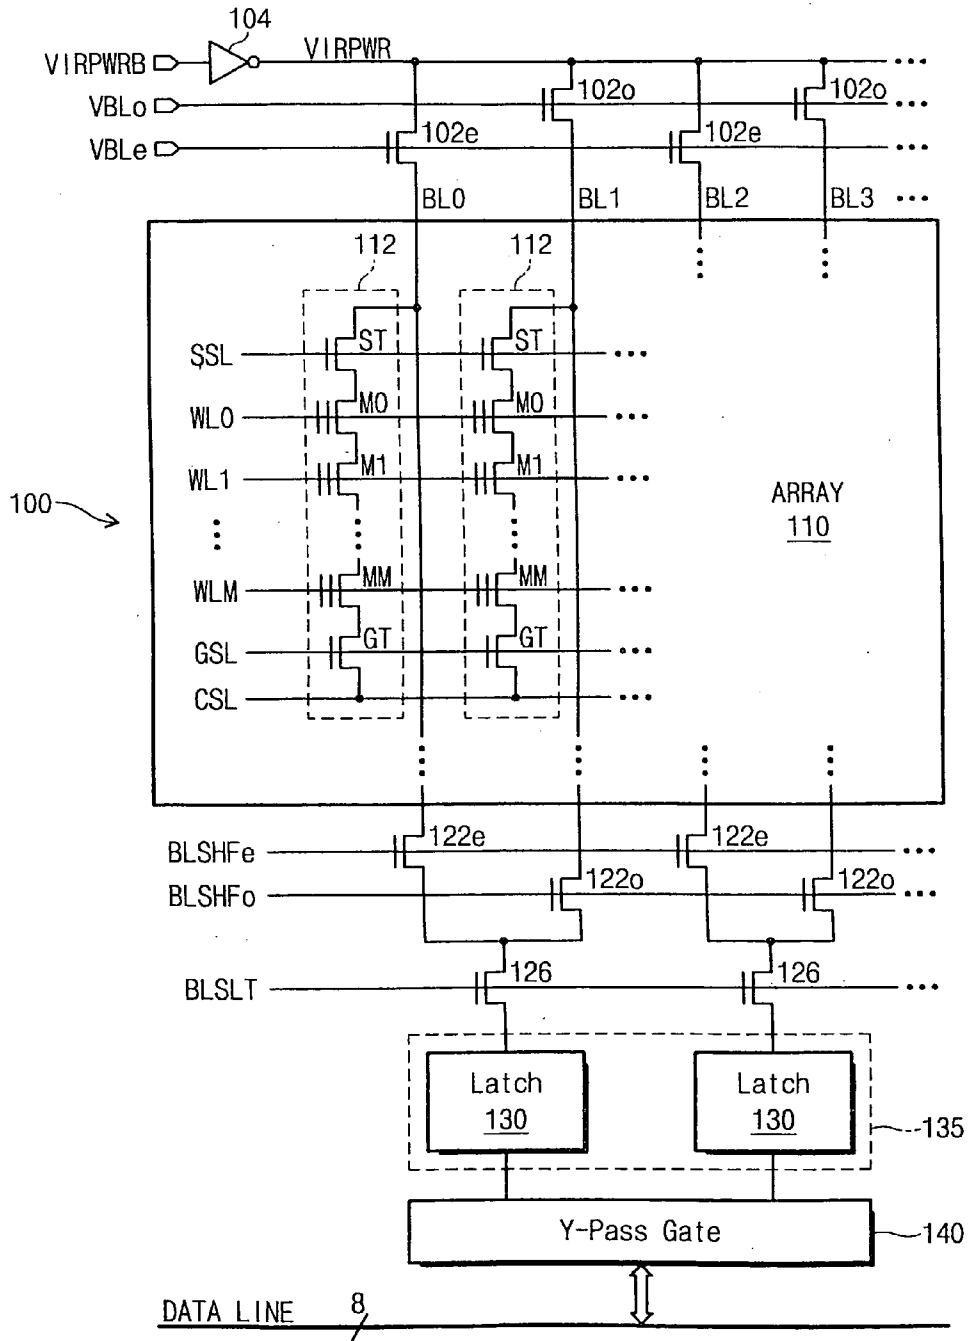 104
VIRPWRB VIRPWR
VBLo 102o 102o
VBLe 102e 102e
BL0 BL1 BL2 BL3
112 112
SSL ST ST
WL0 M0 M0
WL1 M1 M1
100
ARRAY
110
WLM MM MM
GSL GT GT
CSL
BLSHFe 122e 122e
BLSHFo 122o 122o
BLSLT 126 126
Latch Latch
130 130
135
Y-Pass Gate 140
DATA LINE 8